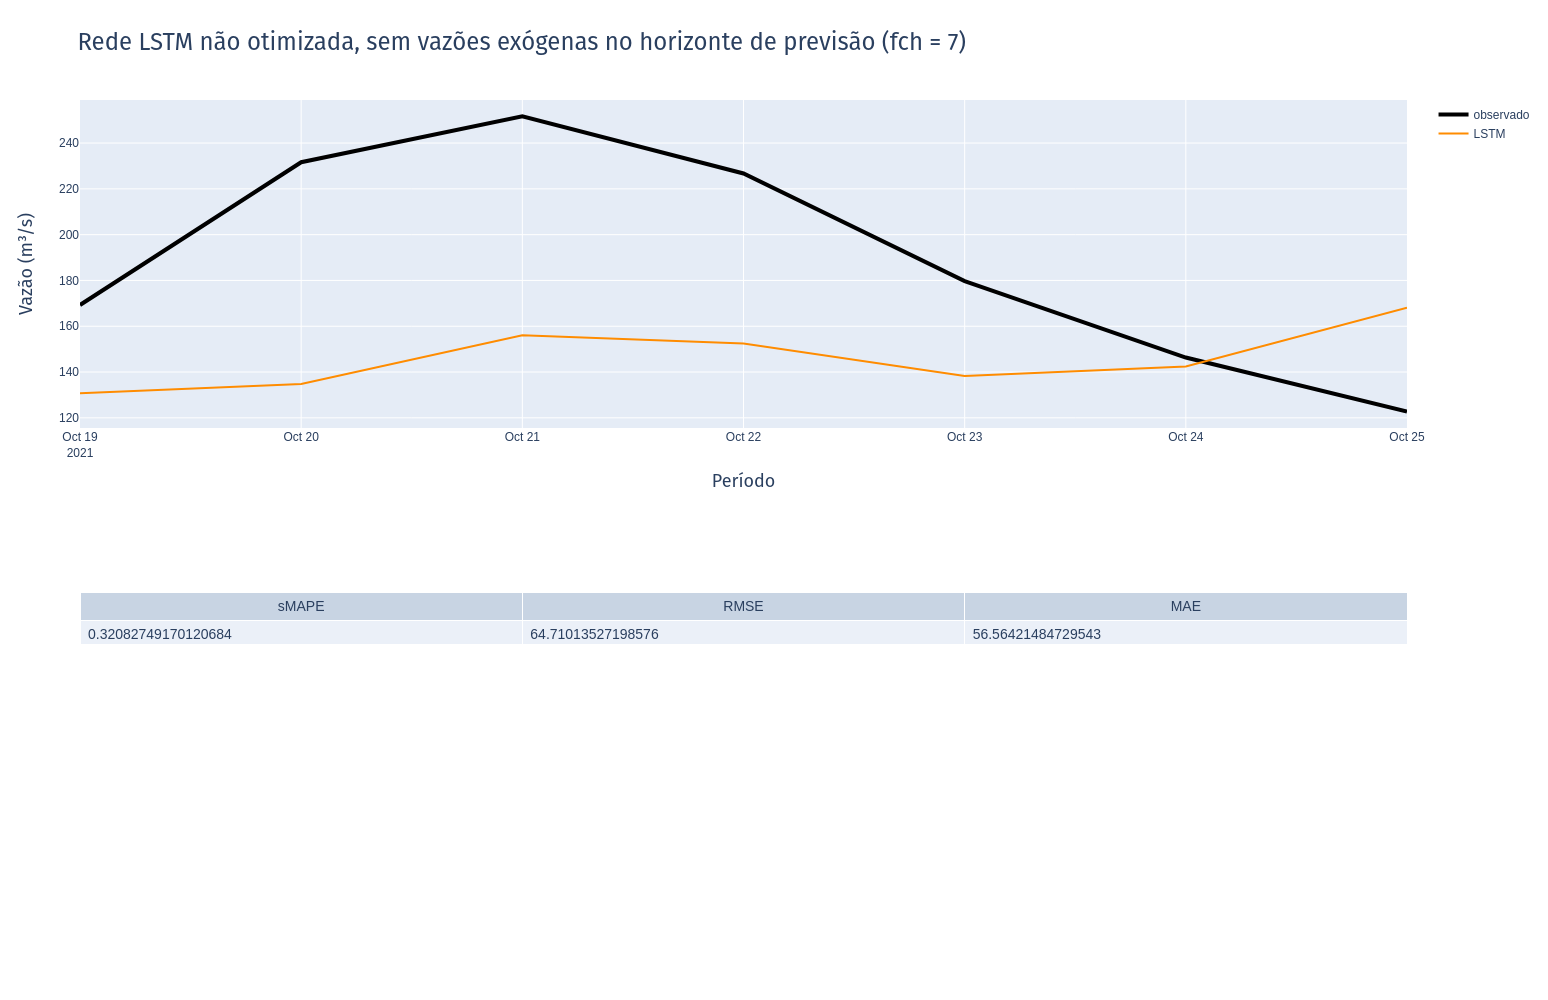 Rede LSTM não otimizada, sem vazões exógenas no horizonte de previsão (fch = 7)
observado
LSTM
Vazão (m³/s)
240
220
200
180
160
140
120
Oct 19 Oct 20 Oct 21 Oct 22 Oct 23 Oct 24 Oct 25
2021
Período
sMAPE RMSE MAE
0.32082749170120684 64.71013527198576 56.56421484729543